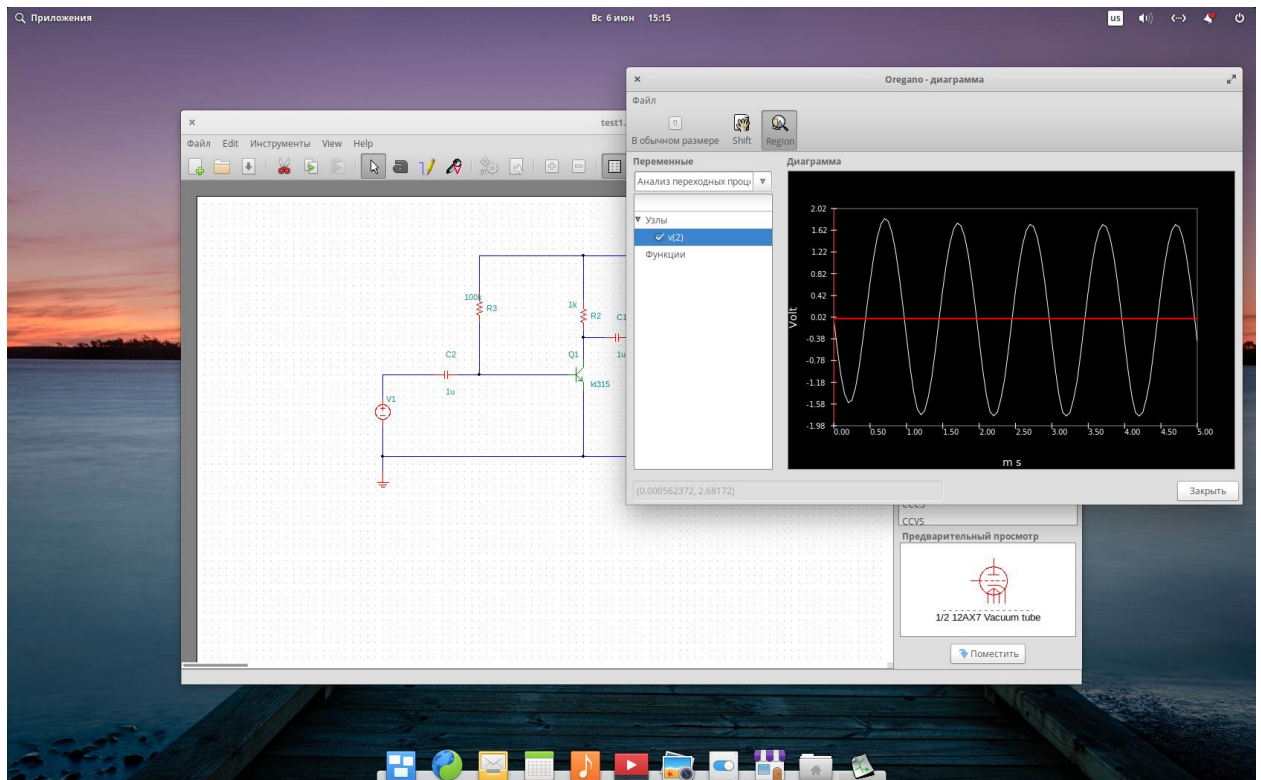 Приложения
Вс 6 июн 15:15
us
Oregano - диаграмма
Файл
В обычном размере
Shift
Region
Переменные
Диаграмма
Анализ переходных проц
Узлы
v(2)
Функции
2.02
1.62
1.22
0.82
0.42
0.02
-0.38
-0.78
-1.18
-1.58
-1.98
Volt
0.00 0.50 1.00 1.50 2.00 2.50 3.00 3.50 4.00 4.50 5.00
m s
(0.000562372, 2.68172)
Закрыть
test1.
Файл Edit Инструменты View Help
100k
R3
1k
R2
C1
C2
Q1
1u
1u
kt315
V1
CCCS
CCVS
Предварительный просмотр
1/2 12AX7 Vacuum tube
Поместить